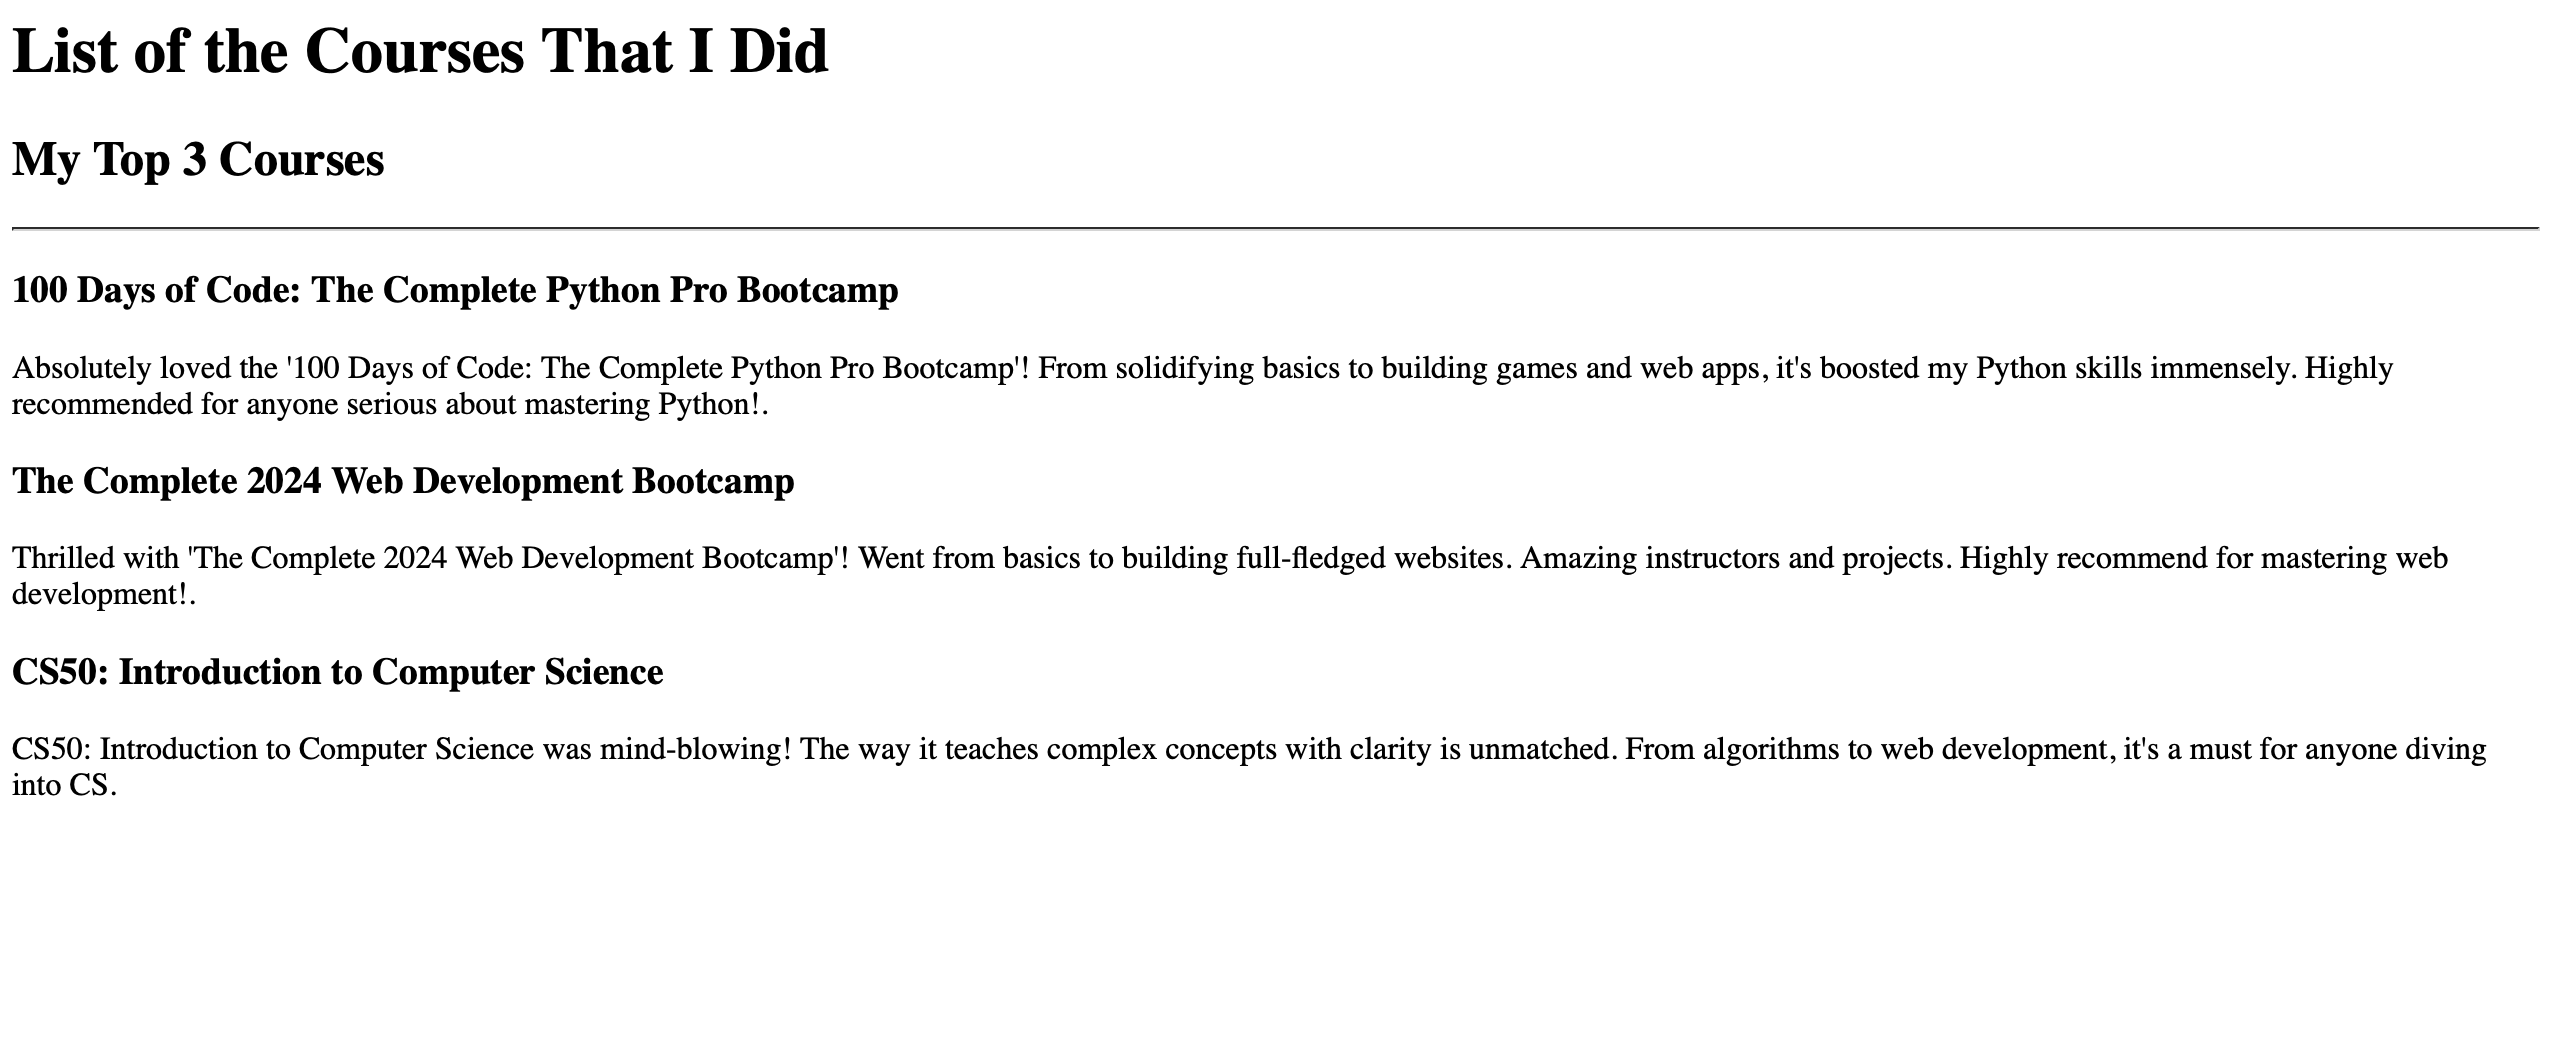 List of the Courses That I Did
My Top 3 Courses
100 Days of Code: The Complete Python Pro Bootcamp
Absolutely loved the '100 Days of Code: The Complete Python Pro Bootcamp'! From solidifying basics to building games and web apps, it's boosted my Python skills immensely. Highly
recommended for anyone serious about mastering Python!.
The Complete 2024 Web Development Bootcamp
Thrilled with 'The Complete 2024 Web Development Bootcamp'! Went from basics to building full-fledged websites. Amazing instructors and projects. Highly recommend for mastering web
development!.
CS50: Introduction to Computer Science
CS50: Introduction to Computer Science was mind-blowing! The way it teaches complex concepts with clarity is unmatched. From algorithms to web development, it's a must for anyone diving
into CS.